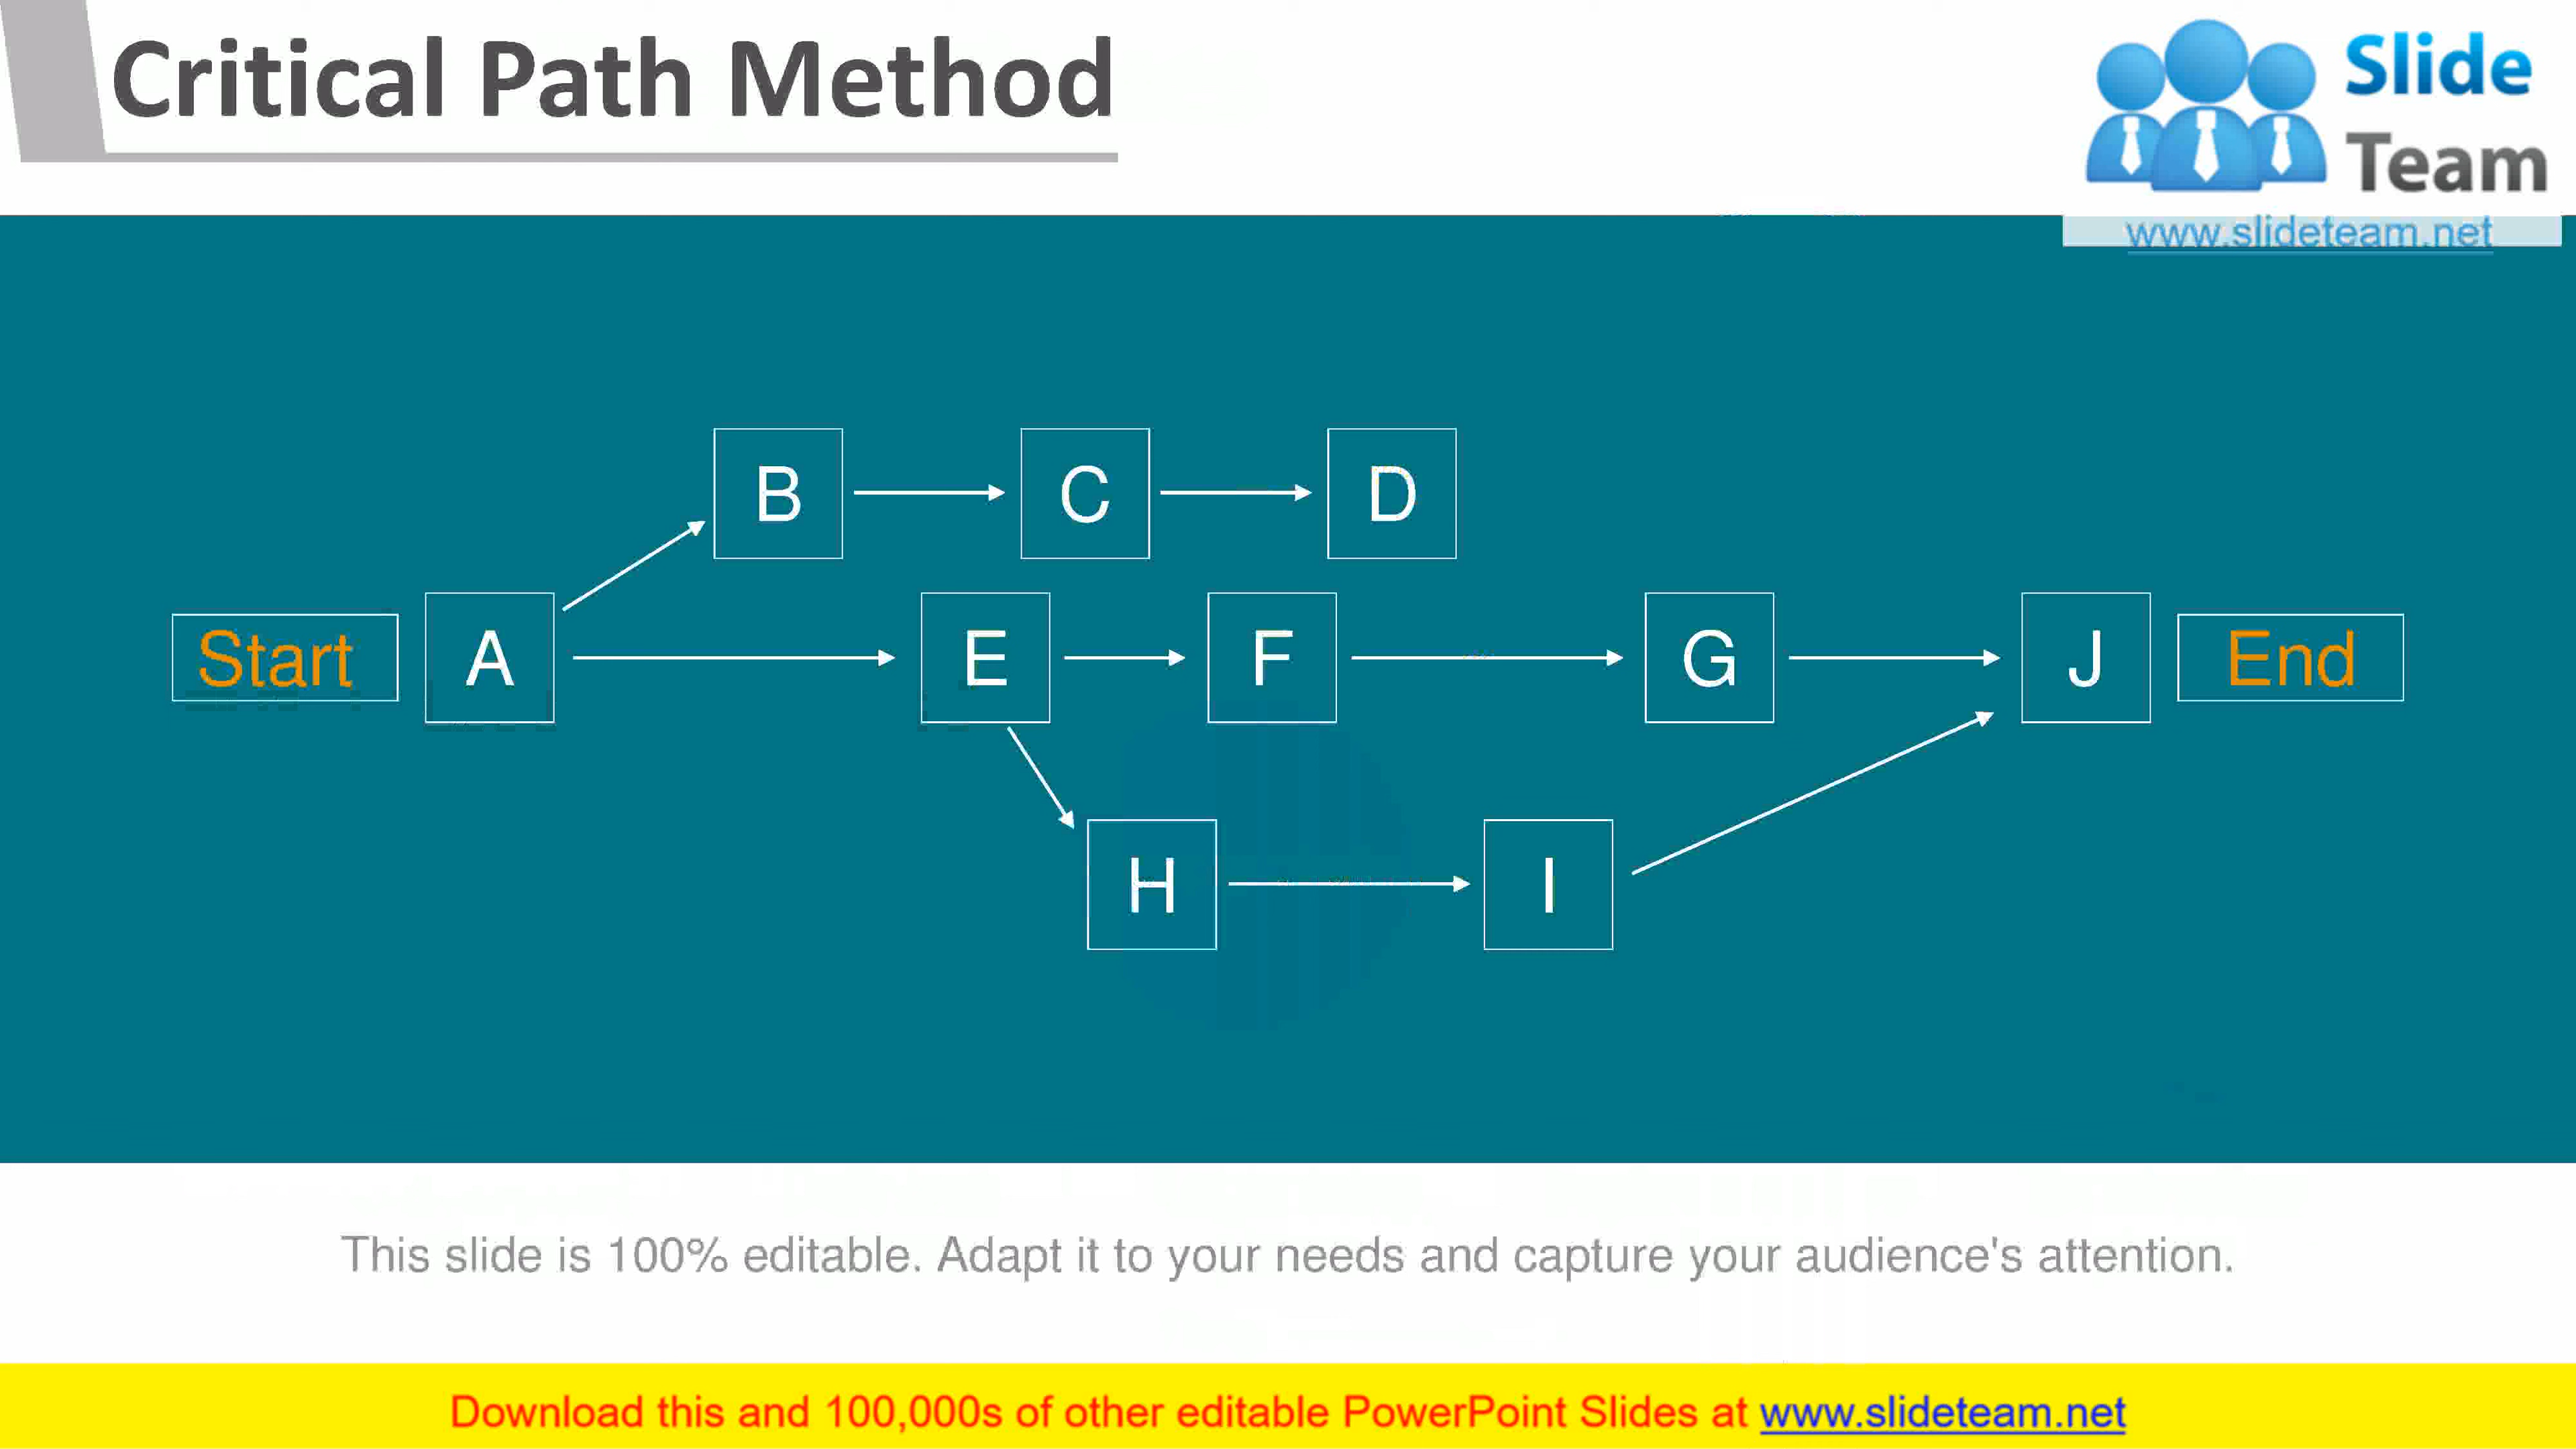 Critical Path Method
Slide
Team
www.slideteam.net
B C D
Start A E F G J End
H I
This slide is 100% editable. Adapt it to your needs and capture your audience's attention.
Download this and 100,000s of other editable PowerPoint Slides at www.slideteam.net